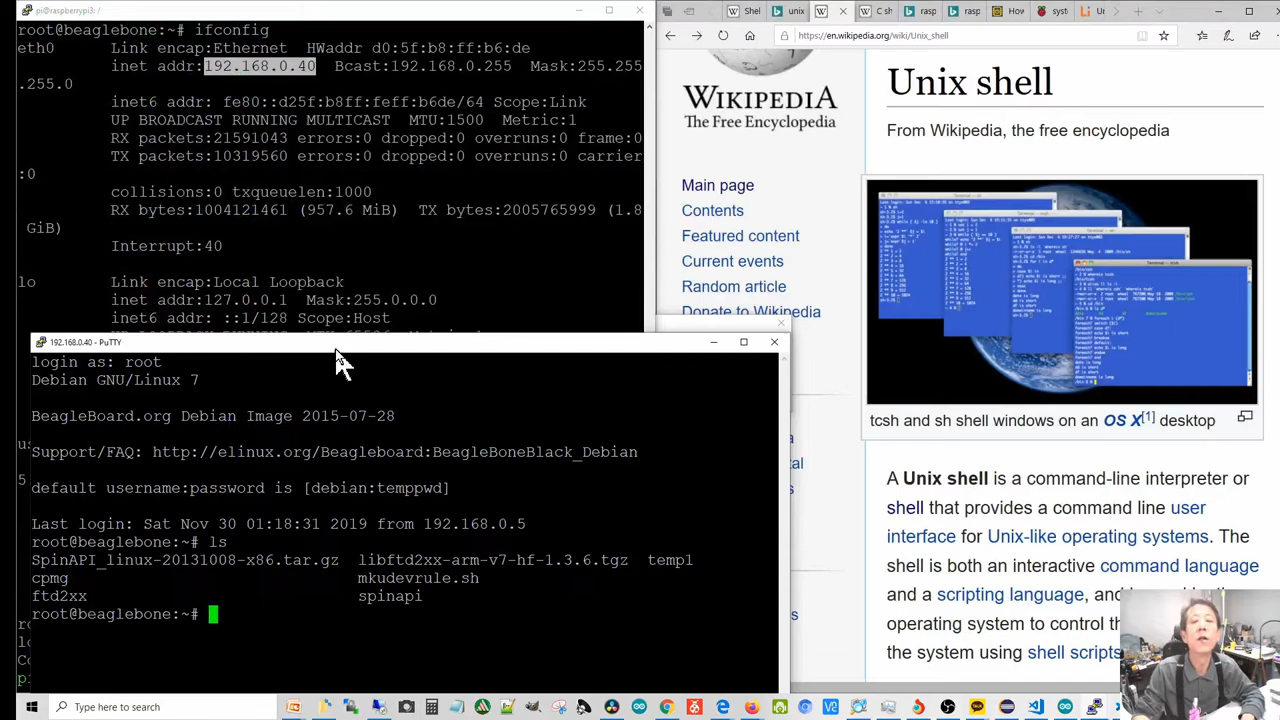 pi@raspberrypi3: ~
root@beaglebone:~# ifconfig
eth0 Link encap:Ethernet HWaddr d0:5f:b8:ff:b6:de
inet addr:192.168.0.40 Bcast:192.168.0.255 Mask:255.255
.255.0
inet6 addr: fe80::d25f:b8ff:feff:b6de/64 Scope:Link
UP BROADCAST RUNNING MULTICAST MTU:1500 Metric:1
RX packets:21591043 errors:0 dropped:0 overruns:0 frame:0
TX packets:10319560 errors:0 dropped:0 overruns:0 carrier
:0
collisions:0 txqueuelen:1000
RX bytes:1004121461 (957.6 MiB) TX bytes:2005765999 (1.8
GiB)
Interrupt:40
lo Link encap:Local Loopback
inet addr:127.0.0.1 Mask:255.0.0.0
inet6 addr: ::1/128 Scope:Host
192.168.0.40 - PuTTY
login as: root
Debian GNU/Linux 7
BeagleBoard.org Debian Image 2015-07-28
Support/FAQ: http://elinux.org/Beagleboard:BeagleBoneBlack_Debian
default username:password is [debian:temppwd]
Last login: Sat Nov 30 01:18:31 2019 from 192.168.0.5
root@beaglebone:~# ls
SpinAPI_linux-20131008-x86.tar.gz libftd2xx-arm-v7-hf-1.3.6.tgz temp1
cpmg mkudevrule.sh
ftd2xx spinapi
root@beaglebone:~#
Shel unix C sh rasp rasp How syste Ur
https://en.wikipedia.org/wiki/Unix_shell
WIKIPEDIA
The Free Encyclopedia
Main page
Contents
Featured content
Current events
Random article
Donate to Wikipedia
Unix shell
From Wikipedia, the free encyclopedia
tcsh and sh shell windows on an OS X[1] desktop
A Unix shell is a command-line interpreter or
shell that provides a command line user
interface for Unix-like operating systems. The
shell is both an interactive command language
and a scripting language, and
operating system to control th
the system using shell scripts
Type here to search